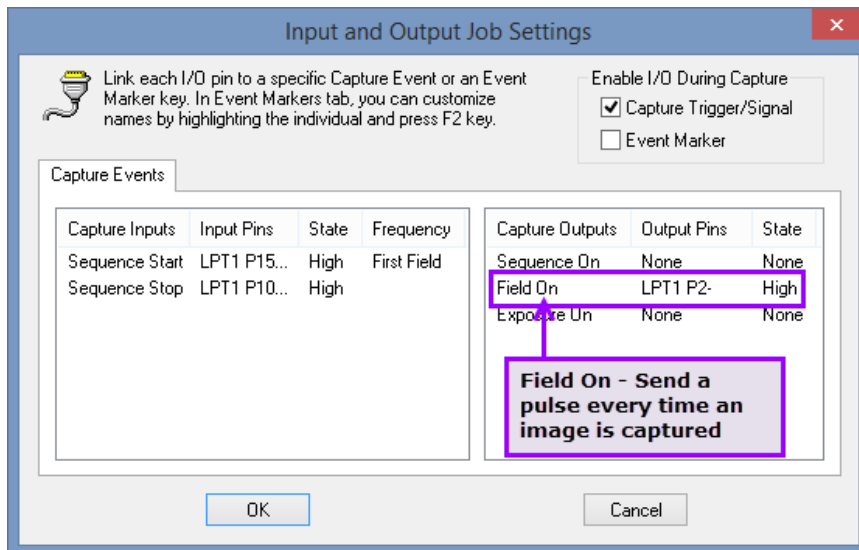 Input and Output Job Settings
Link each I/O pin to a specific Capture Event or an Event
Marker key. In Event Markers tab, you can customize
names by highlighting the individual and press F2 key.
Enable I/O During Capture
Capture Trigger/Signal
Event Marker
Capture Events
Capture Inputs Input Pins State Frequency
Sequence Start LPT1 P15... High First Field
Sequence Stop LPT1 P10... High
Capture Outputs Output Pins State
Sequence On None None
Field On LPT1 P2- High
Exposure On None None
Field On - Send a
pulse every time an
image is captured
OK
Cancel